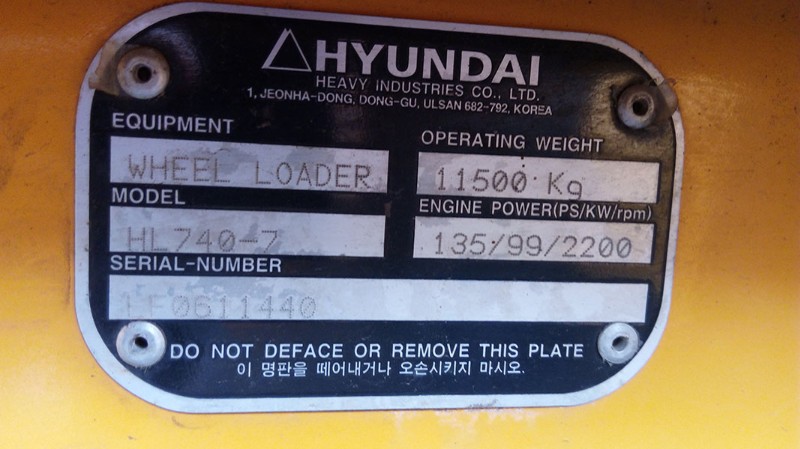 HYUNDAI
HEAVY INDUSTRIES CO., LTD.
1, JEONHA-DONG, DONG-GU, ULSAN 682-792, KOREA
EQUIPMENT
WHEEL LOADER
OPERATING WEIGHT
11500 Kg
MODEL
HL740-7
ENGINE POWER(PS/KW/rpm)
135/99/2200
SERIAL-NUMBER
LF0611440
DO NOT DEFACE OR REMOVE THIS PLATE
이 명판을 떼어내거나 오손시키지 마시오.